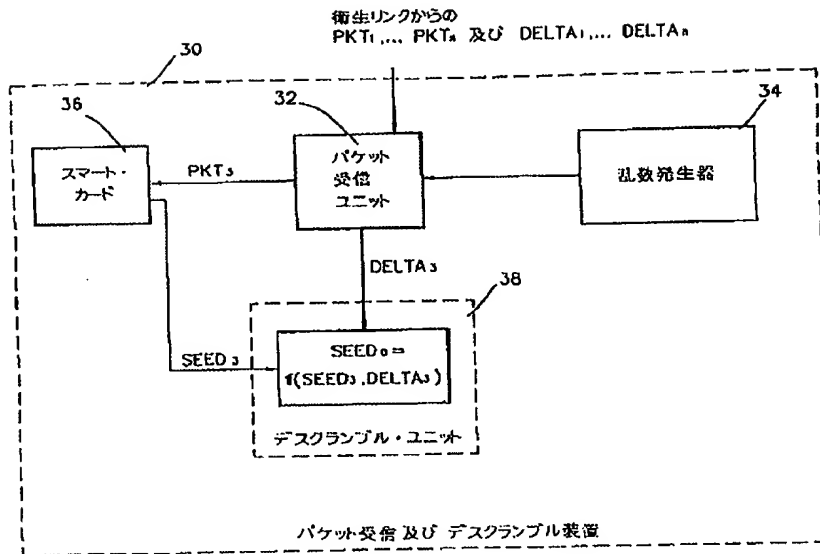 衛生リンクからの
PKT₁,... PKTₙ 及び DELTA₁,... DELTAₙ
30
36
32
34
スマート・
カード
PKT₃
パケット
受信
ユニット
乱数発生器
DELTA₃
38
SEED₃
SEED₀=
f(SEED₃,DELTA₃)
デスクランブル・ユニット
パケット受信及びデスクランブル装置